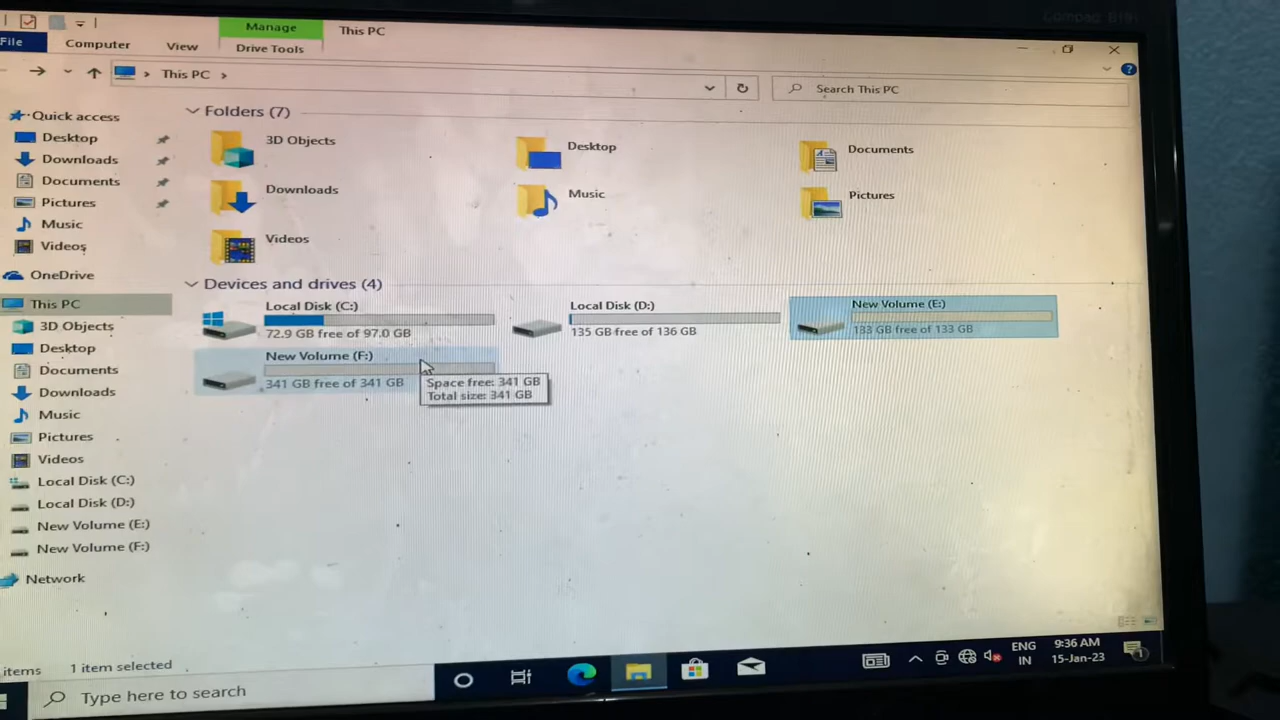 Compaq B191
Manage
This PC
File
Computer
View
Drive Tools
This PC
Search This PC
Quick access
Desktop
Downloads
Documents
Pictures
Music
Videos
OneDrive
This PC
3D Objects
Desktop
Documents
Downloads
Music
Pictures
Videos
Local Disk (C:)
Local Disk (D:)
New Volume (E:)
New Volume (F:)
Network
Folders (7)
3D Objects
Desktop
Documents
Downloads
Music
Pictures
Videos
Devices and drives (4)
Local Disk (C:)
72.9 GB free of 97.0 GB
Local Disk (D:)
135 GB free of 136 GB
New Volume (E:)
133 GB free of 133 GB
New Volume (F:)
341 GB free of 341 GB
Space free: 341 GB
Total size: 341 GB
items
1 item selected
Type here to search
ENG
IN
9:36 AM
15-Jan-23
1